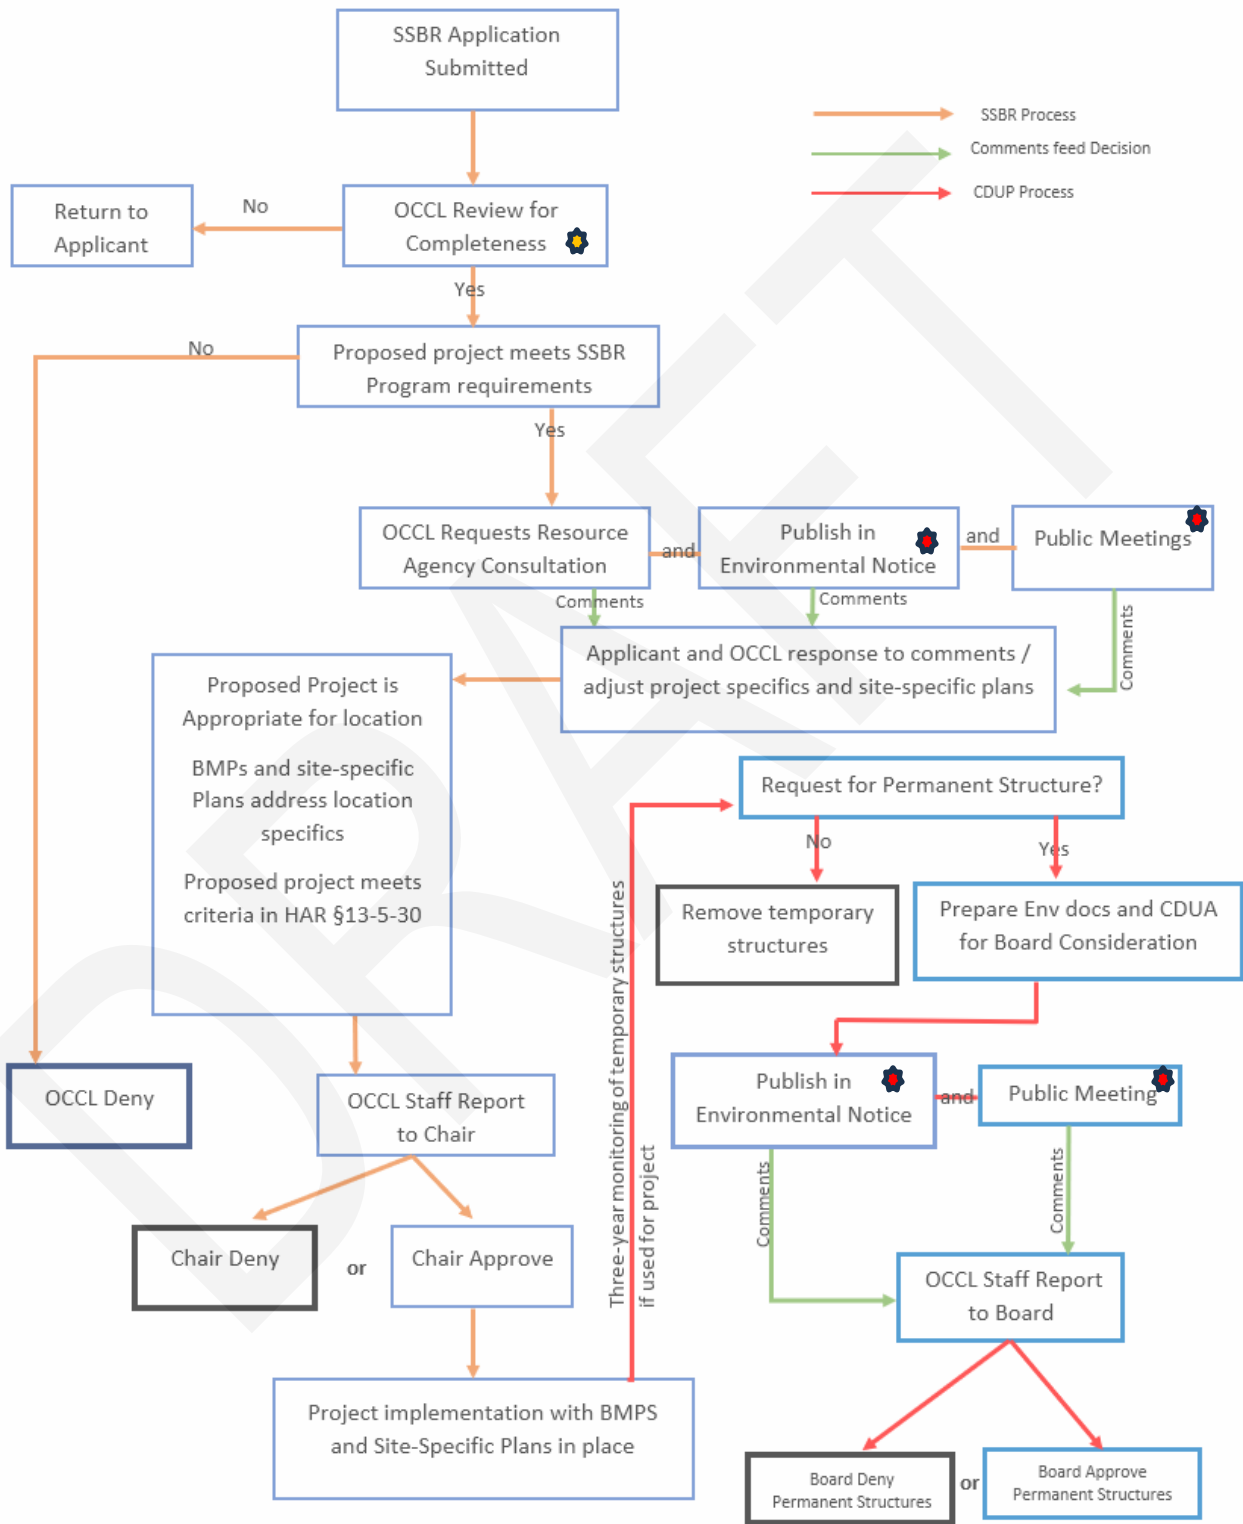 SSBR Application
Submitted
SSBR Process
Comments feed Decision
CDUP Process
Return to
Applicant
No
OCCL Review for
Completeness
Yes
No
Proposed project meets SSBR
Program requirements
Yes
OCCL Requests Resource
Agency Consultation
and
Publish in
Environmental Notice
and
Public Meetings
Comments
Comments
Comments
Applicant and OCCL response to comments /
adjust project specifics and site-specific plans
Proposed Project is
Appropriate for location
BMPs and site-specific
Plans address location
specifics
Proposed project meets
criteria in HAR §13-5-30
Request for Permanent Structure?
No
Yes
Remove temporary
structures
Prepare Env docs and CDUA
for Board Consideration
Three-year monitoring of temporary structures
if used for project
OCCL Deny
OCCL Staff Report
to Chair
Publish in
Environmental Notice
and
Public Meeting
Comments
Comments
Chair Deny
or
Chair Approve
OCCL Staff Report
to Board
Project implementation with BMPS
and Site-Specific Plans in place
Board Deny
Permanent Structures
or
Board Approve
Permanent Structures
DRAFT